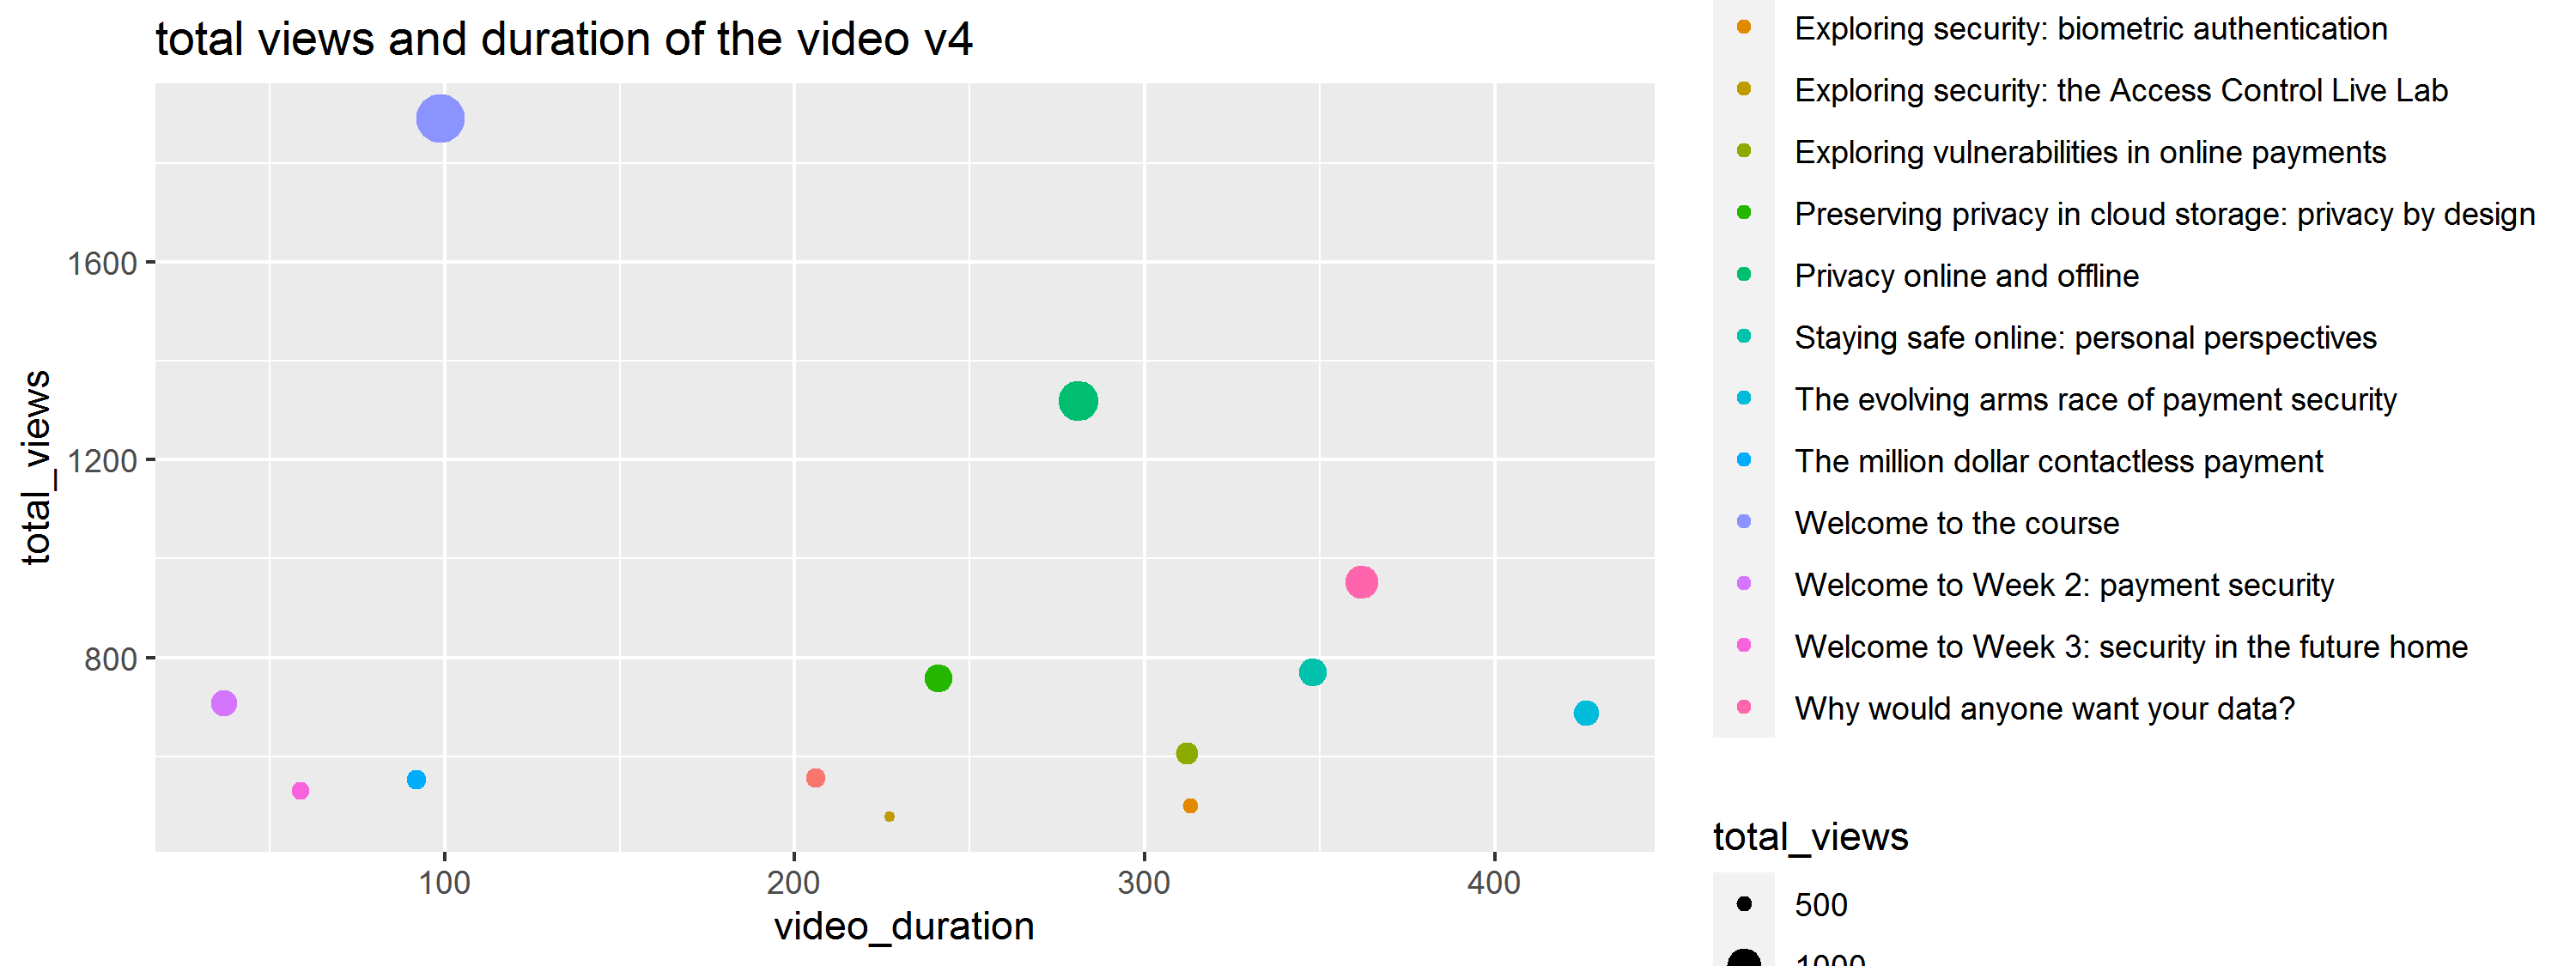 total views and duration of the video v4
total_views
1600
1200
800
100 200 300 400
video_duration
Exploring security: biometric authentication
Exploring security: the Access Control Live Lab
Exploring vulnerabilities in online payments
Preserving privacy in cloud storage: privacy by design
Privacy online and offline
Staying safe online: personal perspectives
The evolving arms race of payment security
The million dollar contactless payment
Welcome to the course
Welcome to Week 2: payment security
Welcome to Week 3: security in the future home
Why would anyone want your data?
total_views
500
1000